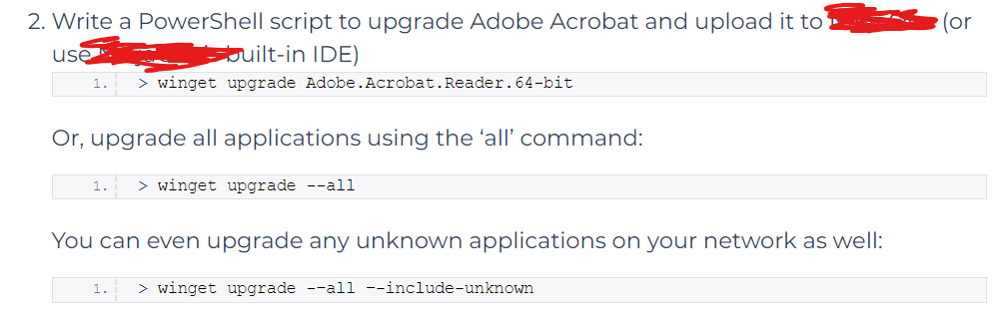 2. Write a PowerShell script to upgrade Adobe Acrobat and upload it to (or
use built-in IDE)
1. > winget upgrade Adobe.Acrobat.Reader.64-bit
Or, upgrade all applications using the ‘all’ command:
1. > winget upgrade --all
You can even upgrade any unknown applications on your network as well:
1. > winget upgrade --all --include-unknown